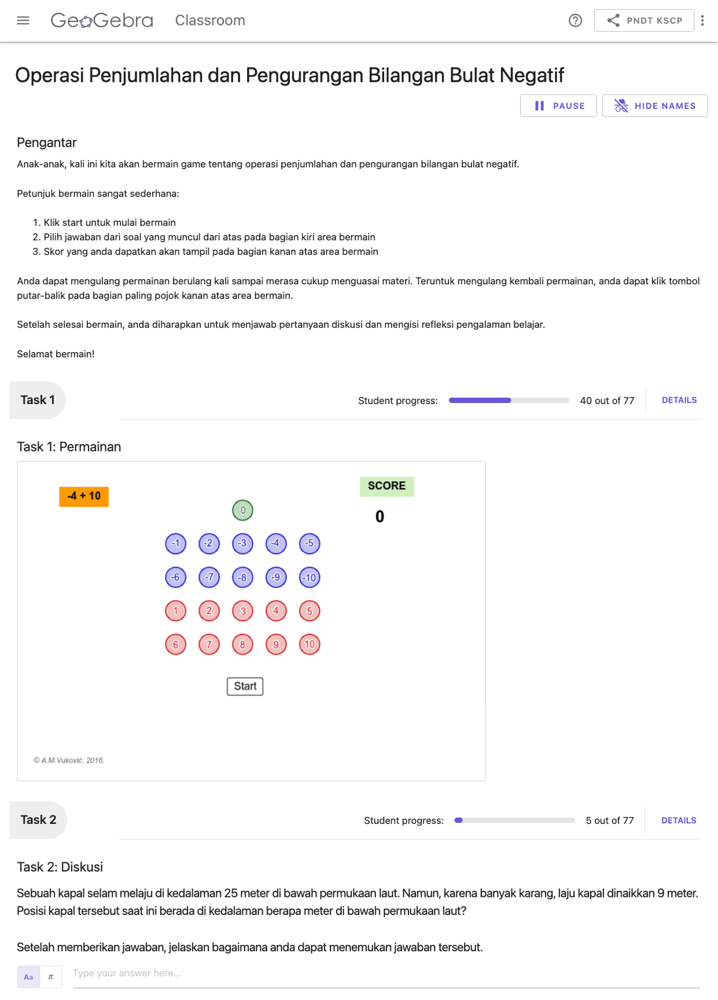 GeoGebra Classroom PNDT KSCP
Operasi Penjumlahan dan Pengurangan Bilangan Bulat Negatif
PAUSE HIDE NAMES
Pengantar
Anak-anak, kali ini kita akan bermain game tentang operasi penjumlahan dan pengurangan bilangan bulat negatif.
Petunjuk bermain sangat sederhana:
1. Klik start untuk mulai bermain
2. Pilih jawaban dari soal yang muncul dari atas pada bagian kiri area bermain
3. Skor yang anda dapatkan akan tampil pada bagian kanan atas area bermain
Anda dapat mengulang permainan berulang kali sampai merasa cukup menguasai materi. Teruntuk mengulang kembali permainan, anda dapat klik tombol
putar-balik pada bagian paling pojok kanan atas area bermain.
Setelah selesai bermain, anda diharapkan untuk menjawab pertanyaan diskusi dan mengisi refleksi pengalaman belajar.
Selamat bermain!
Task 1 Student progress: 40 out of 77 DETAILS
Task 1: Permainan
-4 + 10
SCORE
0
0
-1 -2 -3 -4 -5
-6 -7 -8 -9 -10
1 2 3 4 5
6 7 8 9 10
Start
© A.M.Vuković, 2016.
Task 2 Student progress: 5 out of 77 DETAILS
Task 2: Diskusi
Sebuah kapal selam melaju di kedalaman 25 meter di bawah permukaan laut. Namun, karena banyak karang, laju kapal dinaikkan 9 meter.
Posisi kapal tersebut saat ini berada di kedalaman berapa meter di bawah permukaan laut?
Setelah memberikan jawaban, jelaskan bagaimana anda dapat menemukan jawaban tersebut.
Aa π Type your answer here...